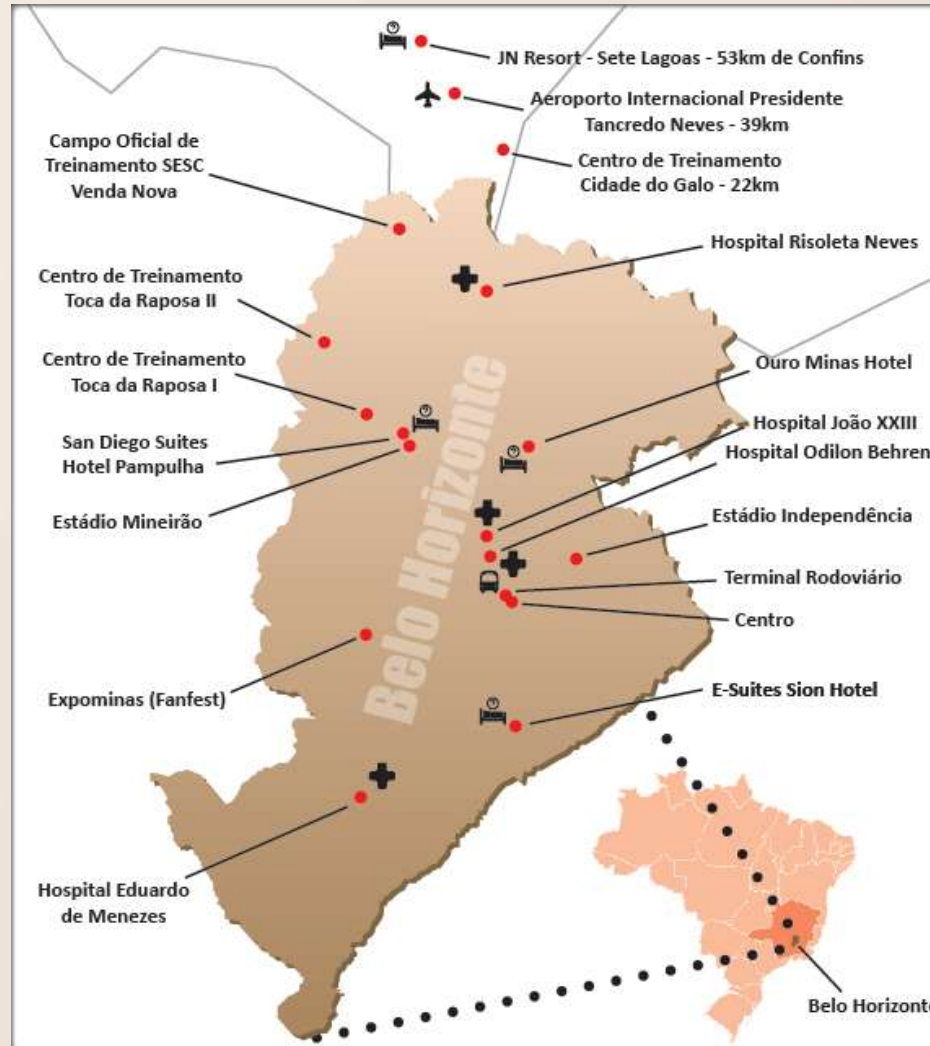 JN Resort - Sete Lagoas - 53km de Confins
Aeroporto Internacional Presidente
Tancredo Neves - 39km
Campo Oficial de
Treinamento SESC
Venda Nova
Centro de Treinamento
Cidade do Galo - 22km
Hospital Risoleta Neves
Centro de Treinamento
Toca da Raposa II
Centro de Treinamento
Toca da Raposa I
Ouro Minas Hotel
Hospital João XXIII
San Diego Suites
Hotel Pampulha
Hospital Odilon Behren
Estádio Mineirão
Estádio Independência
Belo Horizonte
Terminal Rodoviário
Centro
Expominas (Fanfest)
E-Suites Sion Hotel
Hospital Eduardo
de Menezes
Belo Horizonte